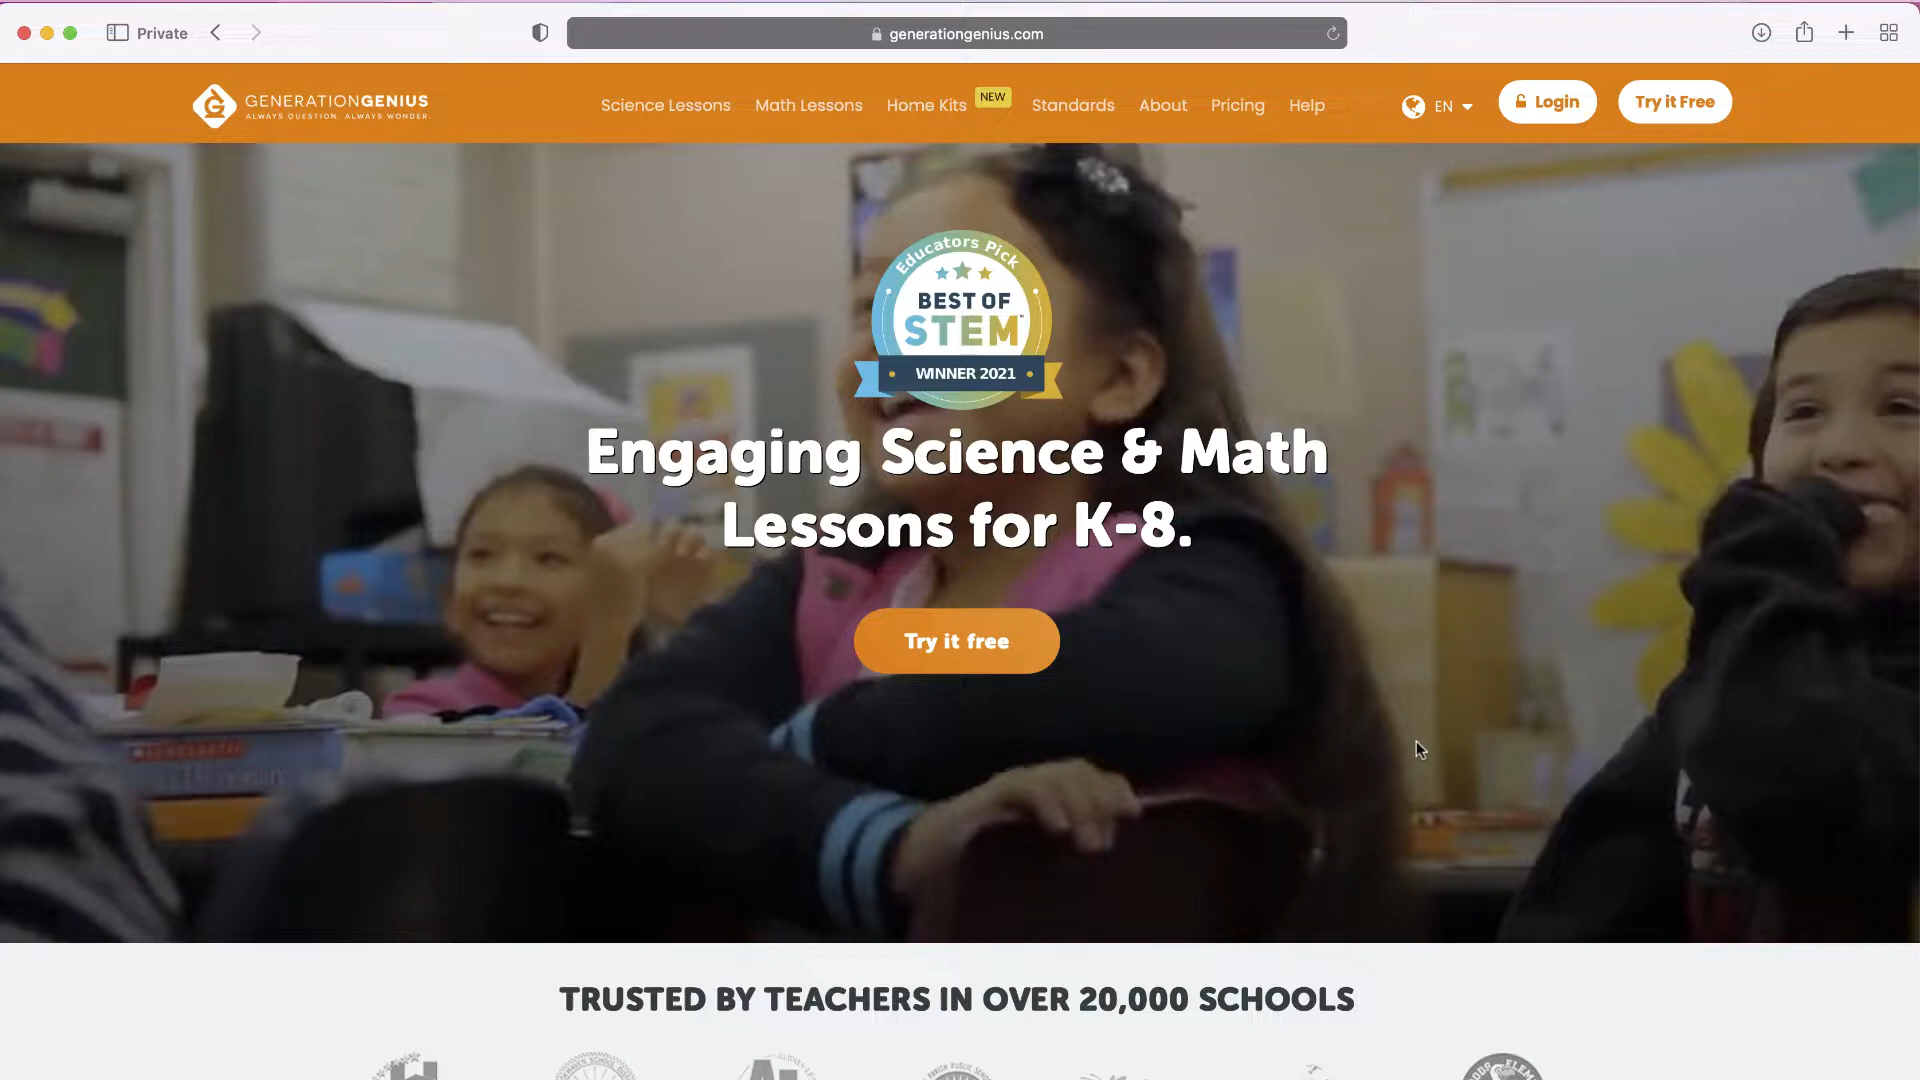 Private
generationgenius.com
GENERATIONGENIUS
ALWAYS QUESTION. ALWAYS WONDER.
Science Lessons
Math Lessons
Home Kits
NEW
Standards
About
Pricing
Help
EN
Login
Try it Free
Educators Pick
BEST OF
STEM
WINNER 2021
Engaging Science & Math
Lessons for K-8.
Try it free
TRUSTED BY TEACHERS IN OVER 20,000 SCHOOLS